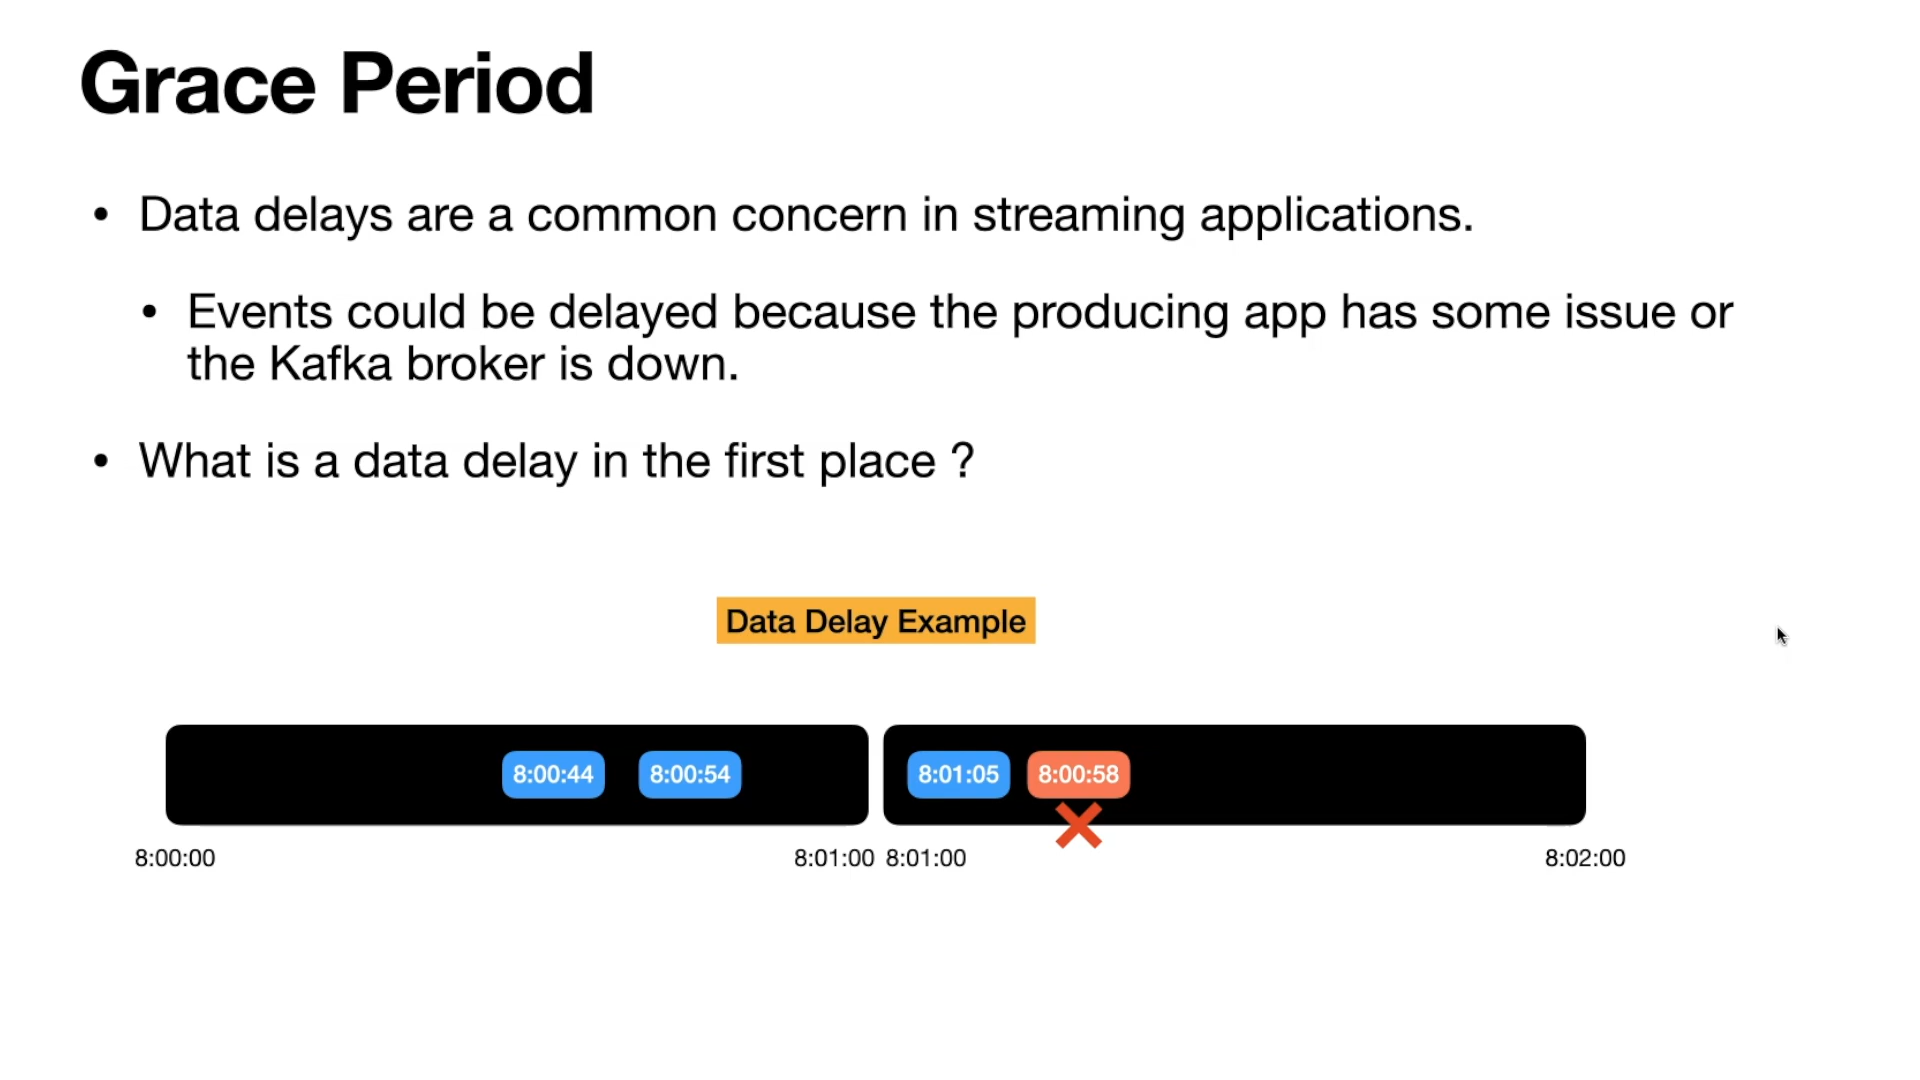 Grace Period
• Data delays are a common concern in streaming applications.
• Events could be delayed because the producing app has some issue or
the Kafka broker is down.
• What is a data delay in the first place ?
Data Delay Example
8:00:44 8:00:54 8:01:05 8:00:58
8:00:00 8:01:00 8:01:00 8:02:00